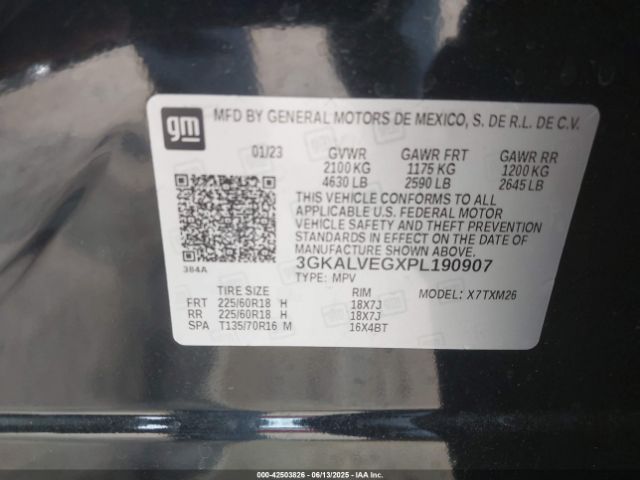 gm
MFD BY GENERAL MOTORS DE MEXICO, S. DE R.L. DE C.V.
01/23 GVWR GAWR FRT GAWR RR
2100 KG 1175 KG 1200 KG
4630 LB 2590 LB 2645 LB
THIS VEHICLE CONFORMS TO ALL
APPLICABLE U.S. FEDERAL MOTOR
VEHICLE SAFETY AND THEFT PREVENTION
STANDARDS IN EFFECT ON THE DATE OF
MANUFACTURE SHOWN ABOVE.
384A
3GKALVEGXPL190907
TYPE: MPV
MODEL: X7TXM26
TIRE SIZE RIM
FRT 225/60R18 H 18X7J
RR 225/60R18 H 18X7J
SPA T135/70R16 M 16X4BT
000-42503826 - 06/13/2025 - Copyright IAA, LLC